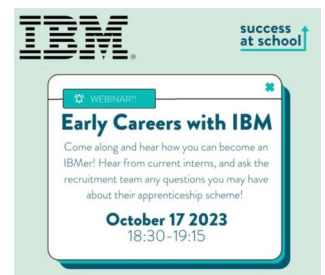 IBM®
success
at school
WEBINAR!!
Early Careers with IBM
Come along and hear how you can become an
IBMer! Hear from current interns, and ask the
recruitment team any questions you may have
about their apprenticeship scheme!
October 17 2023
18:30-19:15